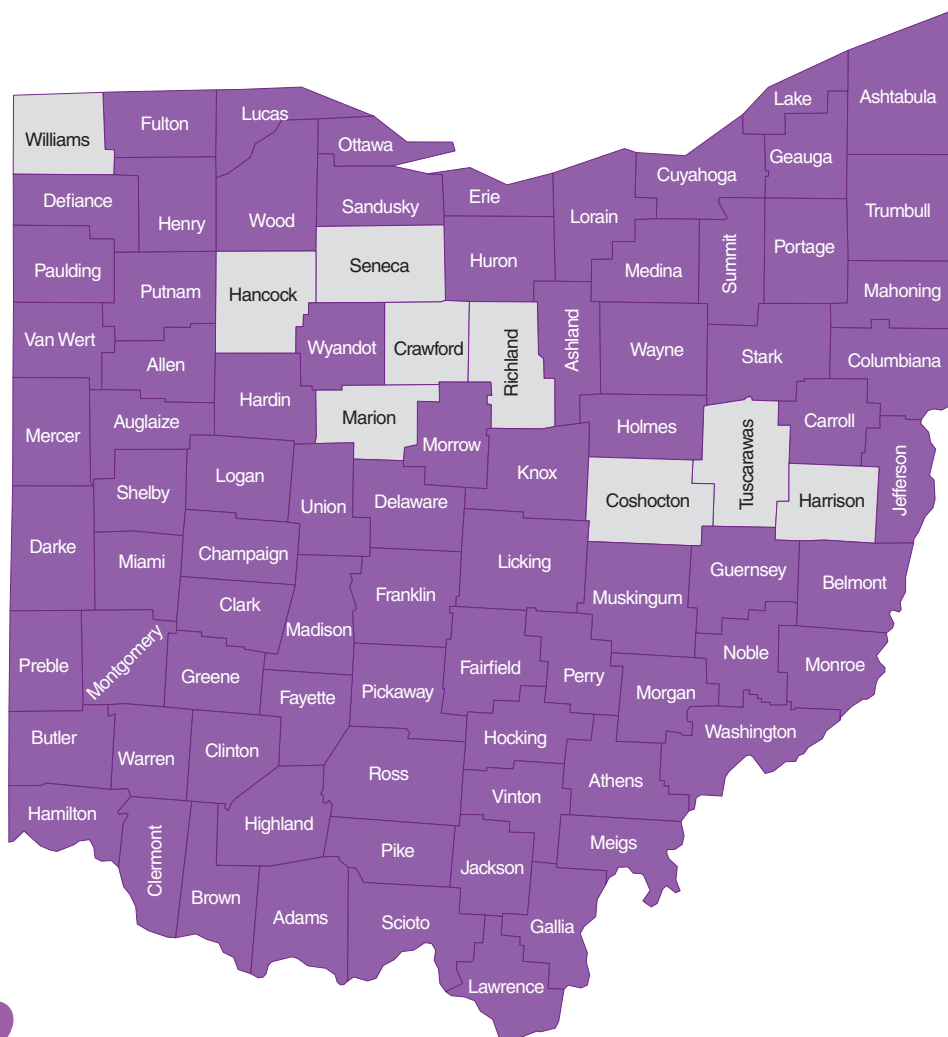 Lake
Ashtabula
Lucas
Fulton
Williams
Ottawa
Geauga
Cuyahoga
Defiance
Erie
Sandusky
Lorain
Trumbull
Henry
Wood
Summit
Portage
Huron
Seneca
Paulding
Medina
Putnam
Hancock
Mahoning
Van Wert
Wyandot
Crawford
Richland
Ashland
Wayne
Stark
Columbiana
Allen
Hardin
Marion
Auglaize
Mercer
Morrow
Holmes
Carroll
Tuscarawas
Jefferson
Knox
Logan
Shelby
Union
Delaware
Coshocton
Harrison
Darke
Champaign
Miami
Licking
Guernsey
Belmont
Franklin
Muskingum
Clark
Madison
Preble
Montgomery
Greene
Fayette
Pickaway
Fairfield
Perry
Noble
Monroe
Morgan
Butler
Warren
Clinton
Hocking
Washington
Ross
Athens
Vinton
Hamilton
Highland
Clermont
Pike
Meigs
Jackson
Brown
Adams
Scioto
Gallia
Lawrence